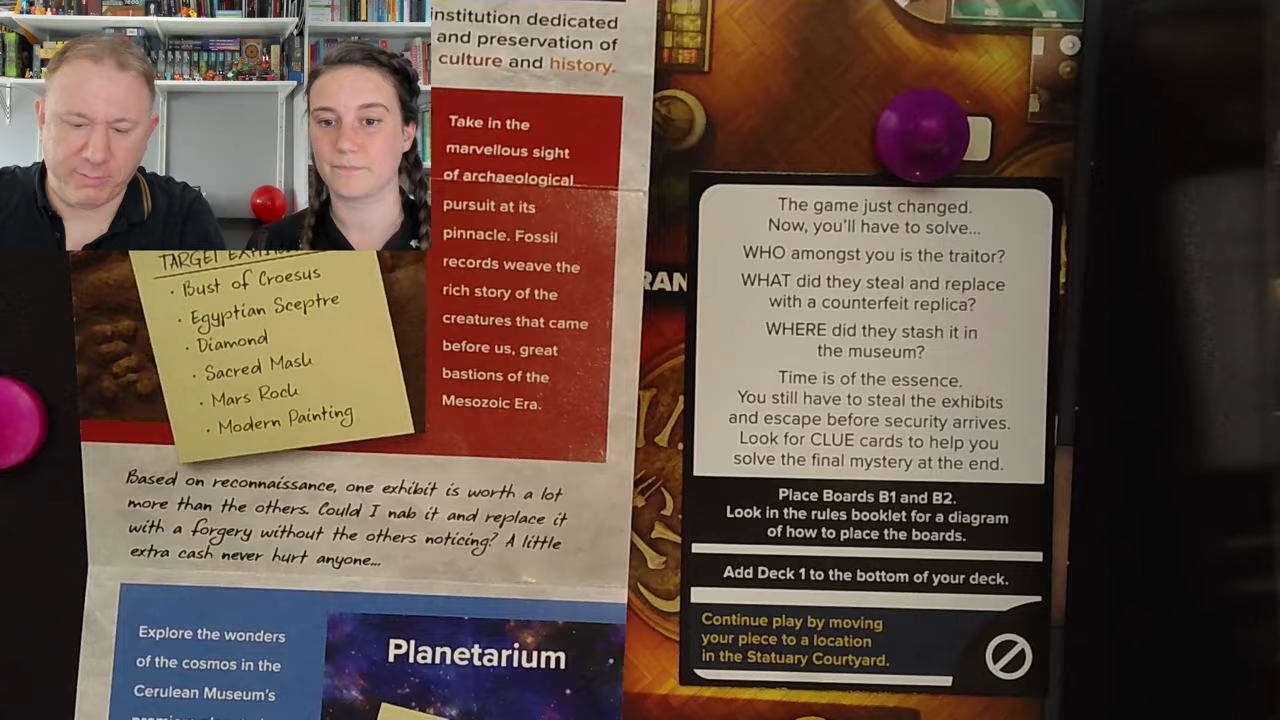 nstitution dedicated
and preservation of
culture and history.
Take in the
marvellous sight
of archaeological
pursuit at its
pinnacle. Fossil
records weave the
rich story of the
creatures that came
before us, great
bastions of the
Mesozoic Era.
TARGET
· Bust of Croesus
· Egyptian Sceptre
· Diamond
· Sacred Mask
· Mars Rock
· Modern Painting
Based on reconnaissance, one exhibit is worth a lot
more than the others. Could I nab it and replace it
with a forgery without the others noticing? A little
extra cash never hurt anyone...
Explore the wonders
of the cosmos in the
Cerulean Museum's
Planetarium
RAN
The game just changed.
Now, you'll have to solve...
WHO amongst you is the traitor?
WHAT did they steal and replace
with a counterfeit replica?
WHERE did they stash it in
the museum?
Time is of the essence.
You still have to steal the exhibits
and escape before security arrives.
Look for CLUE cards to help you
solve the final mystery at the end.
Place Boards B1 and B2.
Look in the rules booklet for a diagram
of how to place the boards.
Add Deck 1 to the bottom of your deck.
Continue play by moving
your piece to a location
in the Statuary Courtyard.